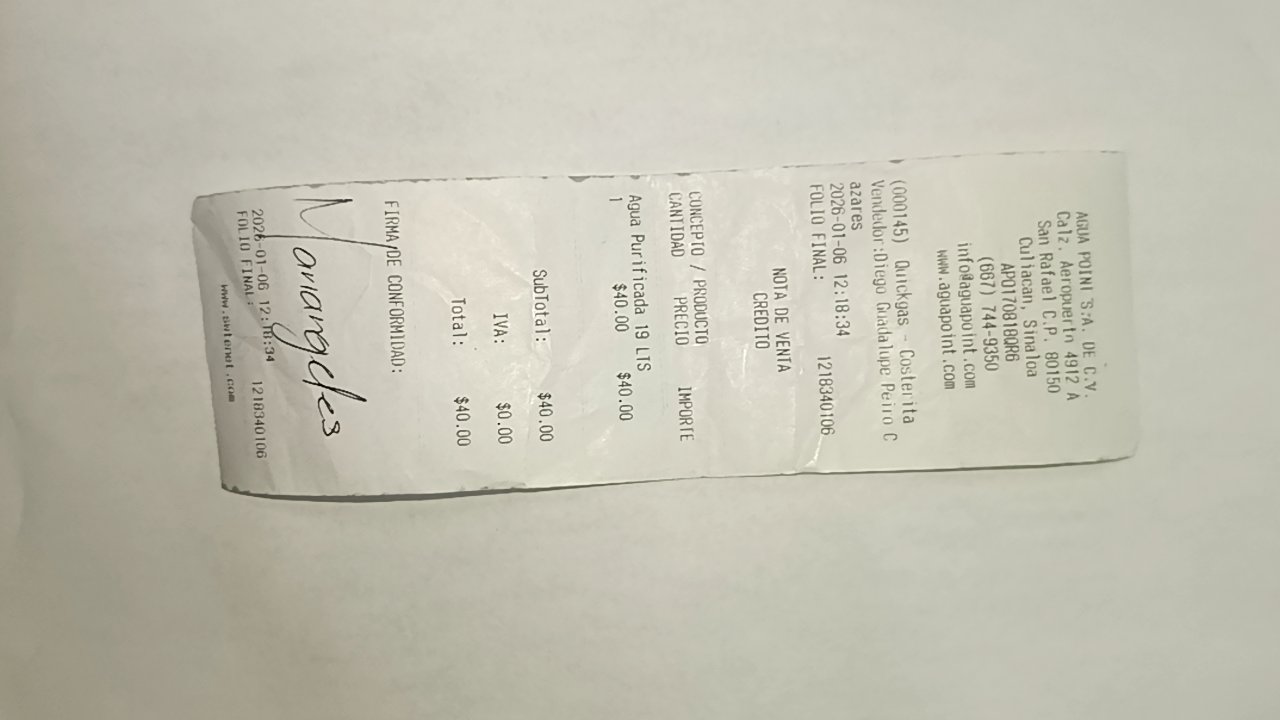 AGUA POINT S.A. DE C.V.
Calz. Aeropuerto 4912 A
San Rafael C.P. 80150
Culiacan, Sinaloa
APO170818QR6
(667) 744-9350
info@aguapoint.com
www.aguapoint.com
(000145) Quickgas - Costerita
Vendedor:Diego Guadalupe Peiro C
azares
2026-01-06 12:18:34
FOLIO FINAL: 1218340106
NOTA DE VENTA
CREDITO
CONCEPTO / PRODUCTO
CANTIDAD PRECIO IMPORTE
Agua Purificada 19 LTS
1 $40.00 $40.00
SubTotal: $40.00
IVA: $0.00
Total: $40.00
FIRMA DE CONFORMIDAD:
Mariangeles
2026-01-06 12:18:34
FOLIO FINAL: 1218340106